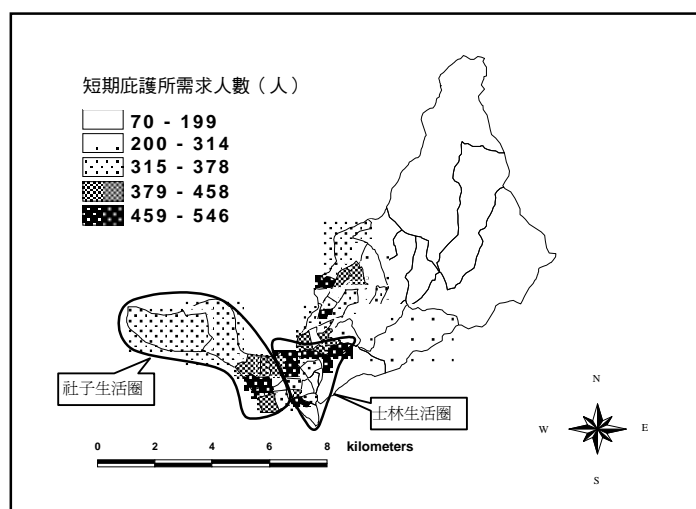 短期庇護所需求人數（人）
70 - 199
200 - 314
315 - 378
379 - 458
459 - 546
社子生活圈
士林生活圈
N
W
E
S
0 2 4 6 8 kilometers